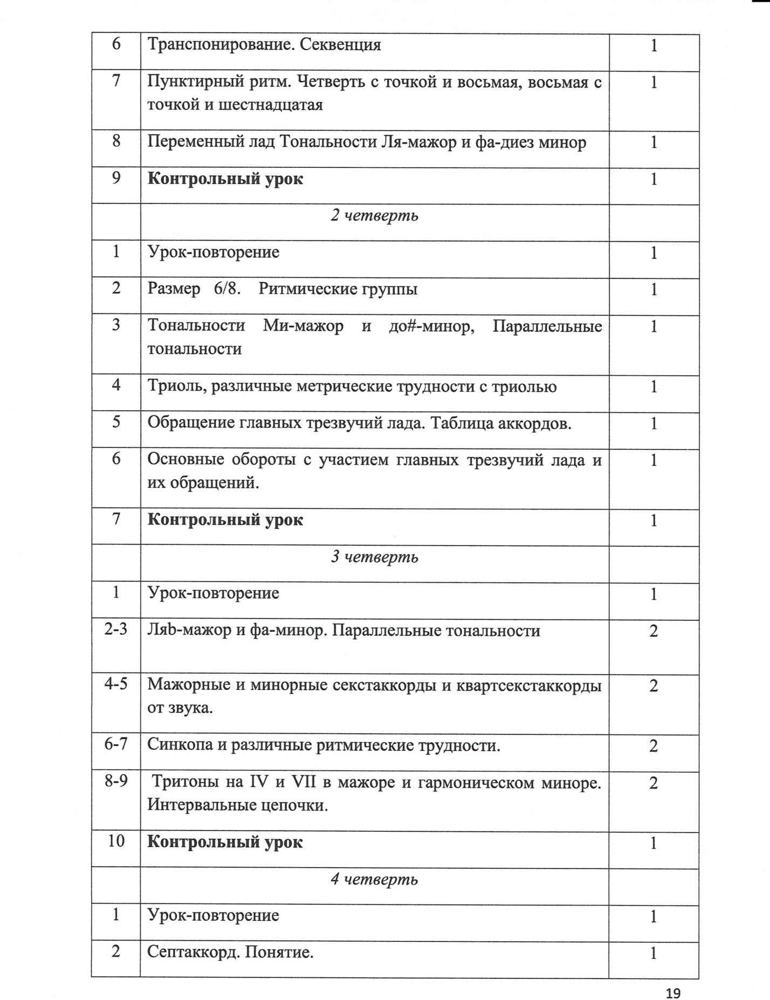 6 Транспонирование. Секвенция 1
7 Пунктирный ритм. Четверть с точкой и восьмая, восьмая с 1
точкой и шестнадцатая
8 Переменный лад Тональности Ля-мажор и фа-диез минор 1
9 Контрольный урок 1
2 четверть
1 Урок-повторение 1
2 Размер 6/8. Ритмические группы 1
3 Тональности Ми-мажор и до#-минор, Параллельные 1
тональности
4 Триоль, различные метрические трудности с триолью 1
5 Обращение главных трезвучий лада. Таблица аккордов. 1
6 Основные обороты с участием главных трезвучий лада и 1
их обращений.
7 Контрольный урок 1
3 четверть
1 Урок-повторение 1
2-3 Ляb-мажор и фа-минор. Параллельные тональности 2
4-5 Мажорные и минорные секстаккорды и квартсекстаккорды 2
от звука.
6-7 Синкопа и различные ритмические трудности. 2
8-9 Тритоны на IV и VII в мажоре и гармоническом миноре. 2
Интервальные цепочки.
10 Контрольный урок 1
4 четверть
1 Урок-повторение 1
2 Септаккорд. Понятие. 1
19